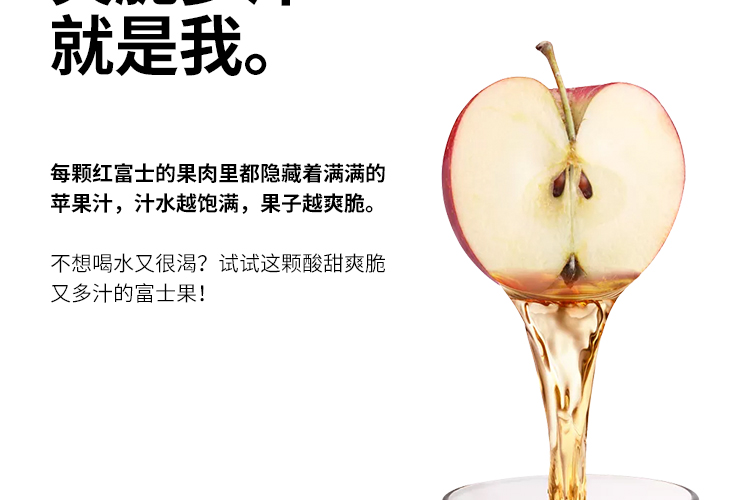 就是我。
每颗红富士的果肉里都隐藏着满满的
苹果汁，汁水越饱满，果子越爽脆。
不想喝水又很渴？试试这颗酸甜爽脆
又多汁的富士果！